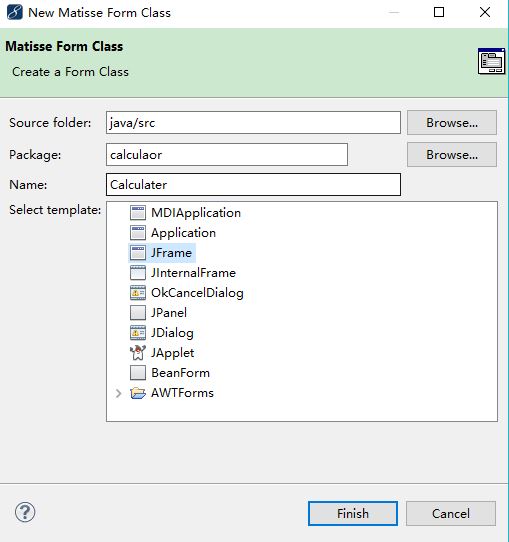 New Matisse Form Class
Matisse Form Class
Create a Form Class
Source folder: java/src Browse...
Package: calculaor Browse...
Name: Calculater
Select template: MDIApplication
Application
JFrame
JInternalFrame
OkCancelDialog
JPanel
JDialog
JApplet
BeanForm
AWTForms
? Finish Cancel